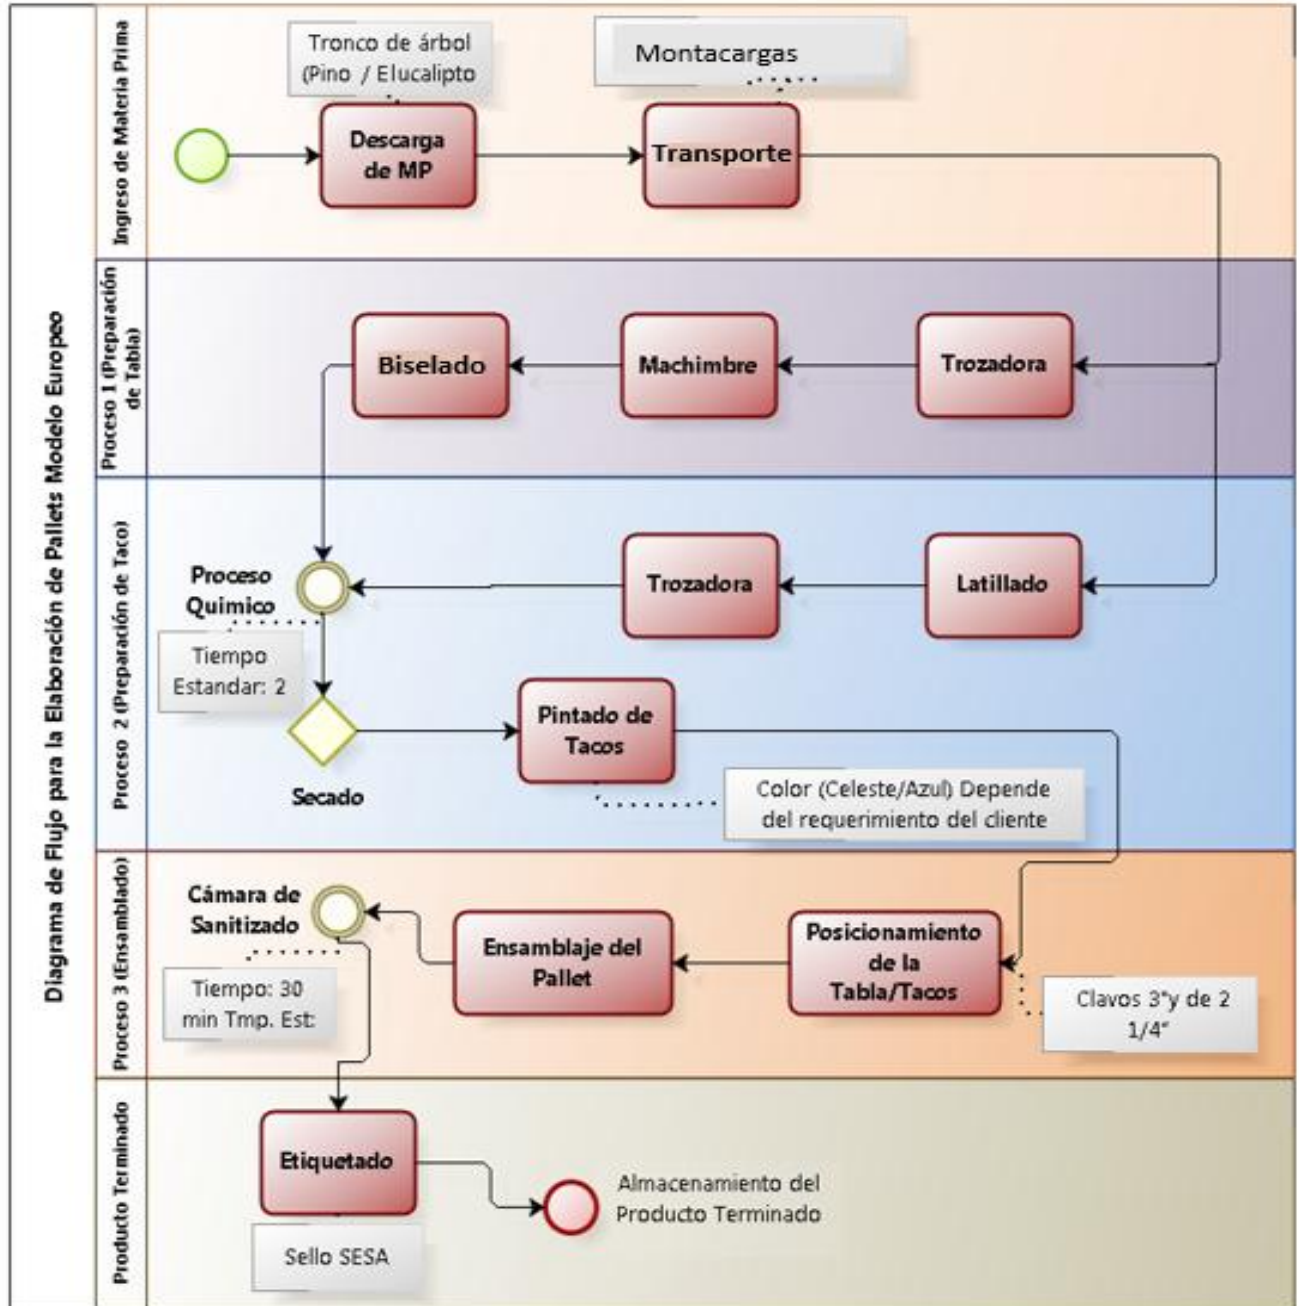 Diagrama de Flujo para la Elaboración de Pallets Modelo Europeo
Ingreso de Materia Prima
Tronco de árbol
(Pino / Elucalipto
Montacargas
Descarga
de MP
Transporte
Proceso 1 (Preparación
de Tabla)
Biselado
Machimbre
Trozadora
Proceso 2 (Preparación de Taco)
Proceso
Quimico
Trozadora
Latillado
Tiempo
Estandar: 2
Pintado de
Tacos
Secado
Color (Celeste/Azul) Depende
del requerimiento del cliente
Proceso 3 (Ensamblado)
Cámara de
Sanitizado
Ensamblaje del
Pallet
Posicionamiento
de la
Tabla/Tacos
Tiempo: 30
min Tmp. Est:
Clavos 3"y de 2
1/4"
Producto Terminado
Etiquetado
Almacenamiento del
Producto Terminado
Sello SESA